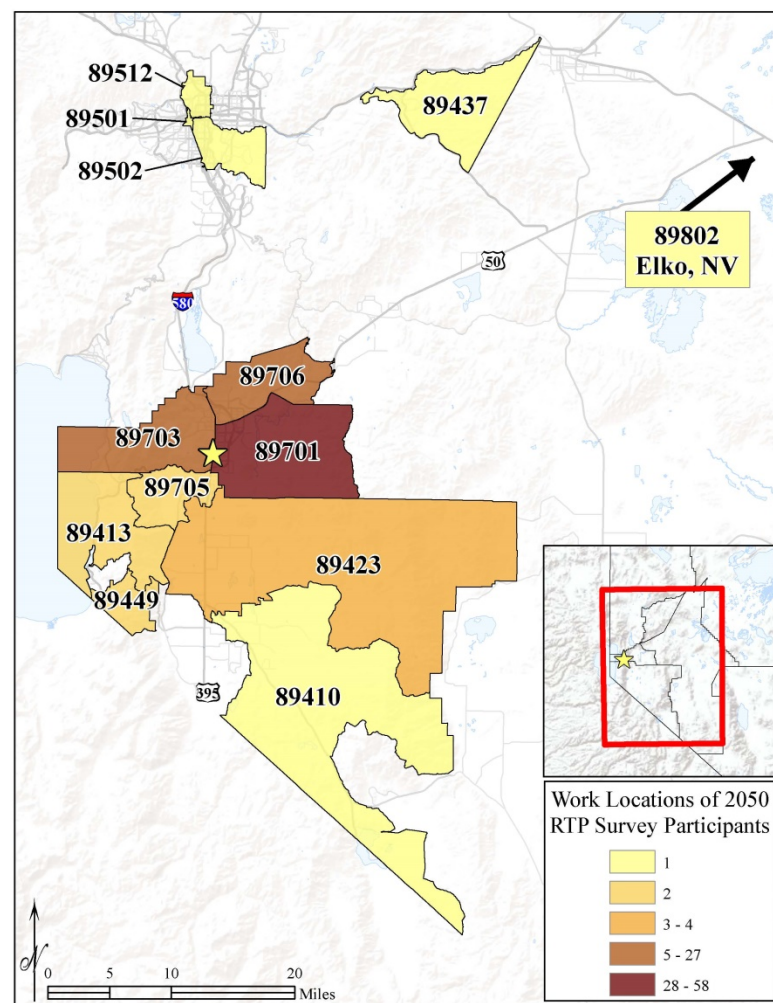 89512
89501
89502
89437
89802
Elko, NV
50
580
89706
89703
89701
89705
89413
89423
89449
395
89410
Work Locations of 2050
RTP Survey Participants
1
2
3 - 4
5 - 27
28 - 58
N
0 5 10 20
Miles